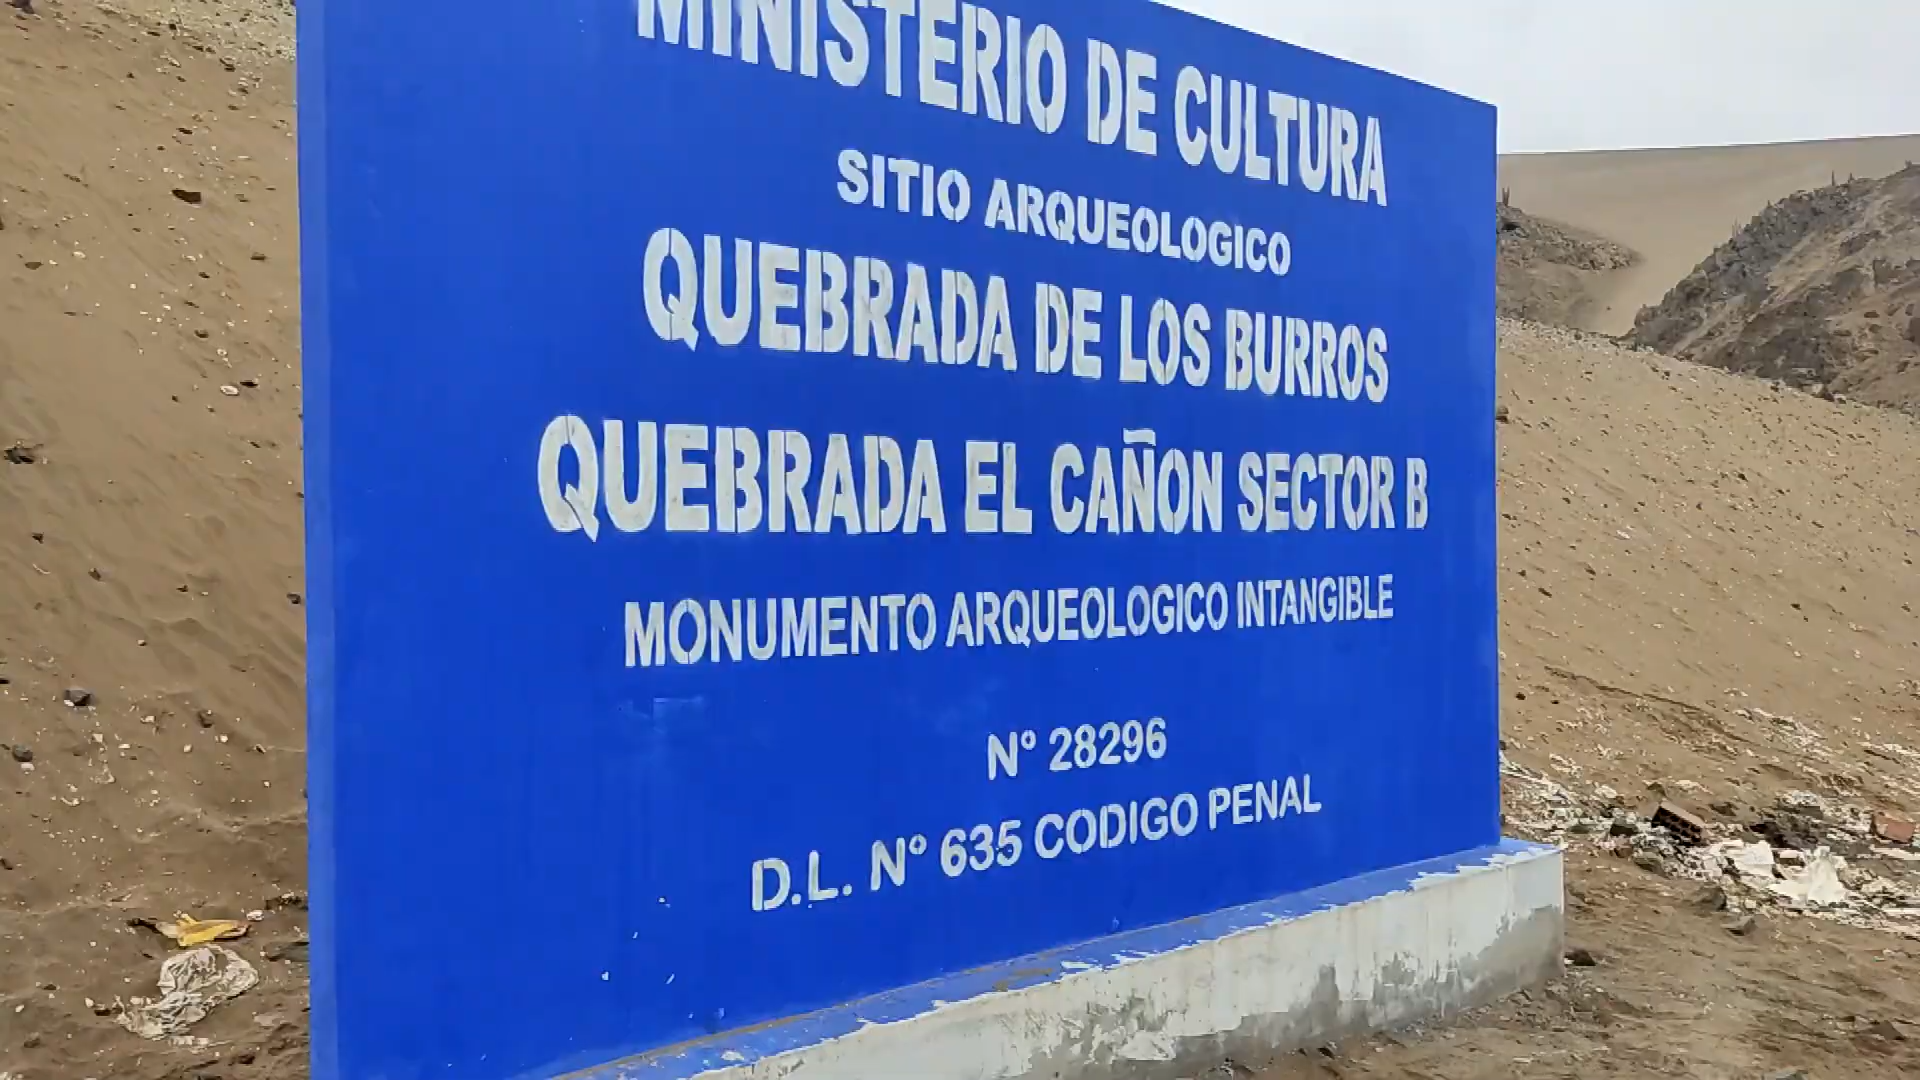 MINISTERIO DE CULTURA
SITIO ARQUEOLOGICO
QUEBRADA DE LOS BURROS
QUEBRADA EL CAÑON SECTOR B
MONUMENTO ARQUEOLOGICO INTANGIBLE
N° 28296
D.L. N° 635 CODIGO PENAL